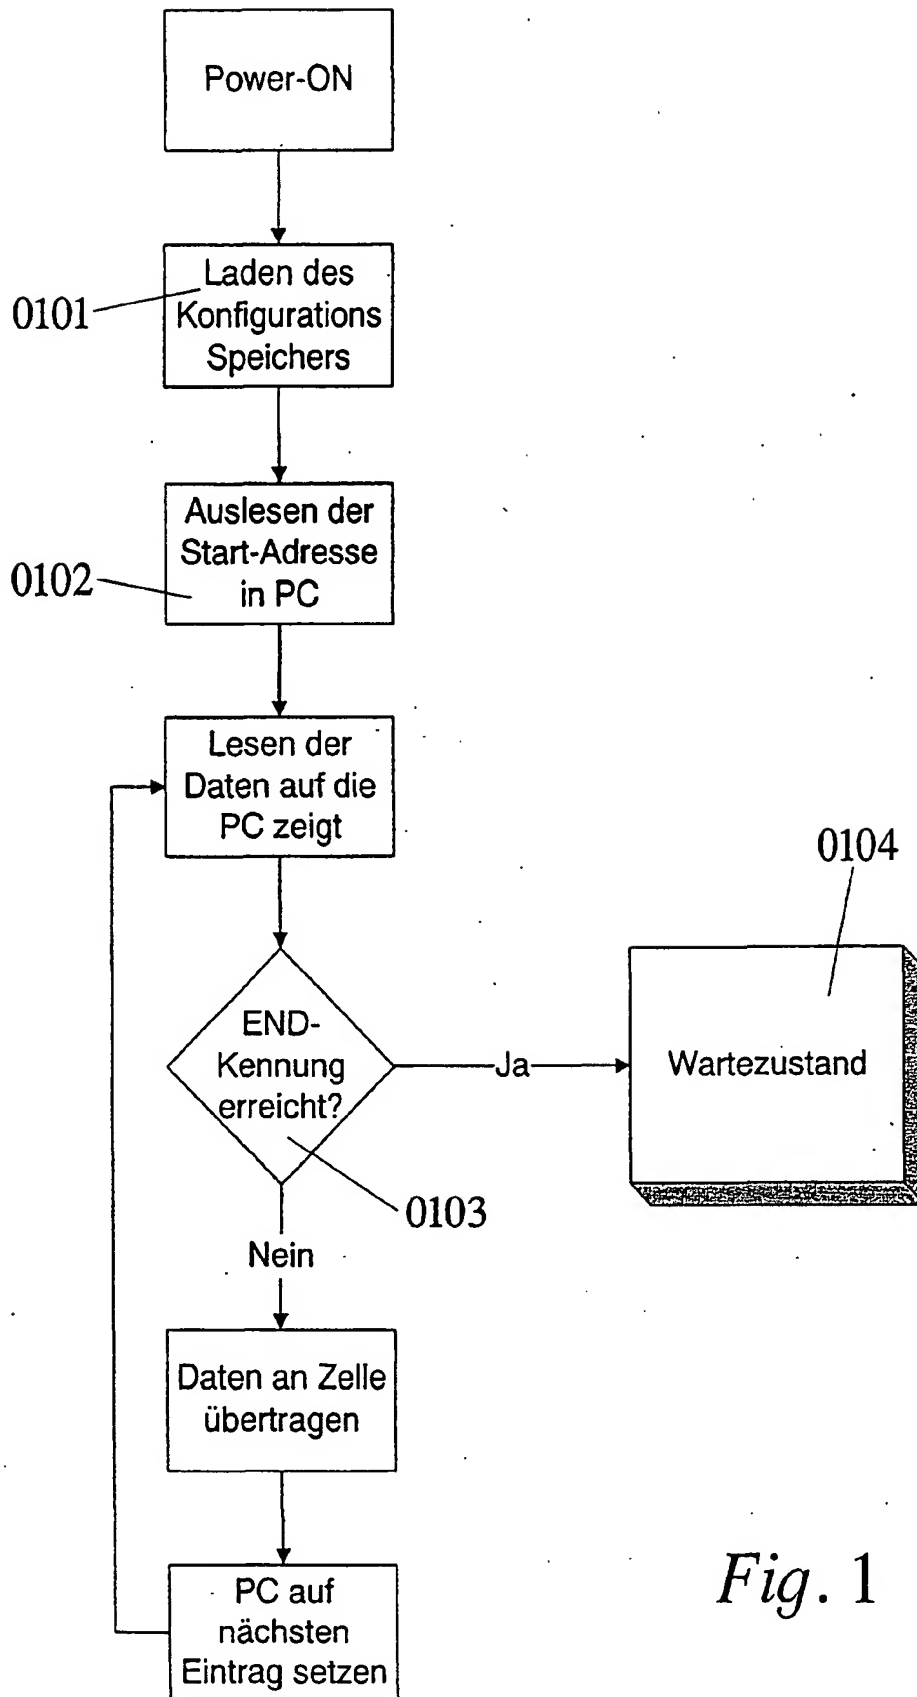 Power-ON
0101
Laden des
Konfigurations
Speichers
0102
Auslesen der
Start-Adresse
in PC
Lesen der
Daten auf die
PC zeigt
0104
END-
Kennung
erreicht?
Ja
Wartezustand
0103
Nein
Daten an Zelle
übertragen
PC auf
nächsten
Eintrag setzen
Fig. 1